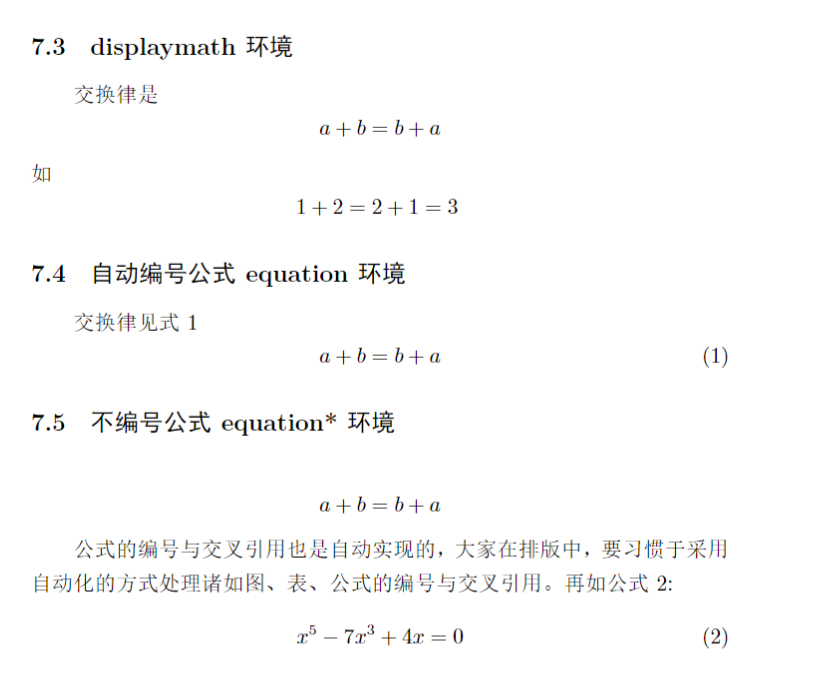 7.3 displaymath 环境
交换律是
a + b = b + a
如
1 + 2 = 2 + 1 = 3
7.4 自动编号公式 equation 环境
交换律见式 1
a + b = b + a (1)
7.5 不编号公式 equation* 环境
a + b = b + a
公式的编号与交叉引用也是自动实现的，大家在排版中，要习惯于采用
自动化的方式处理诸如图、表、公式的编号与交叉引用。再如公式 2:
x⁵ − 7x³ + 4x = 0 (2)